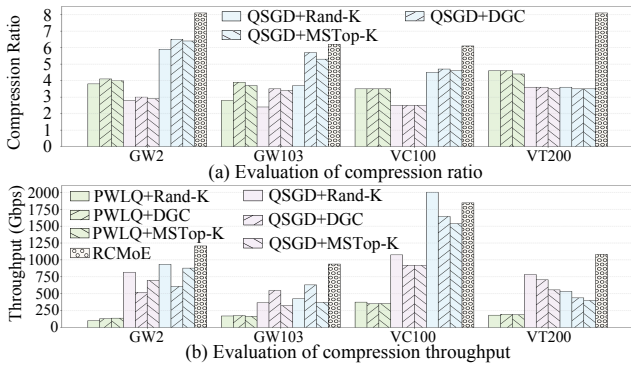 8
7
6
5
4
3
2
1
0
Compression Ratio
QSGD+Rand-K
QSGD+DGC
QSGD+MSTop-K
GW2
GW103
VC100
VT200
(a) Evaluation of compression ratio
2000
1750
1500
1250
1000
750
500
250
0
Throughput (Gbps)
PWLQ+Rand-K
QSGD+Rand-K
PWLQ+DGC
QSGD+DGC
PWLQ+MSTop-K
QSGD+MSTop-K
RCMoE
GW2
GW103
VC100
VT200
(b) Evaluation of compression throughput